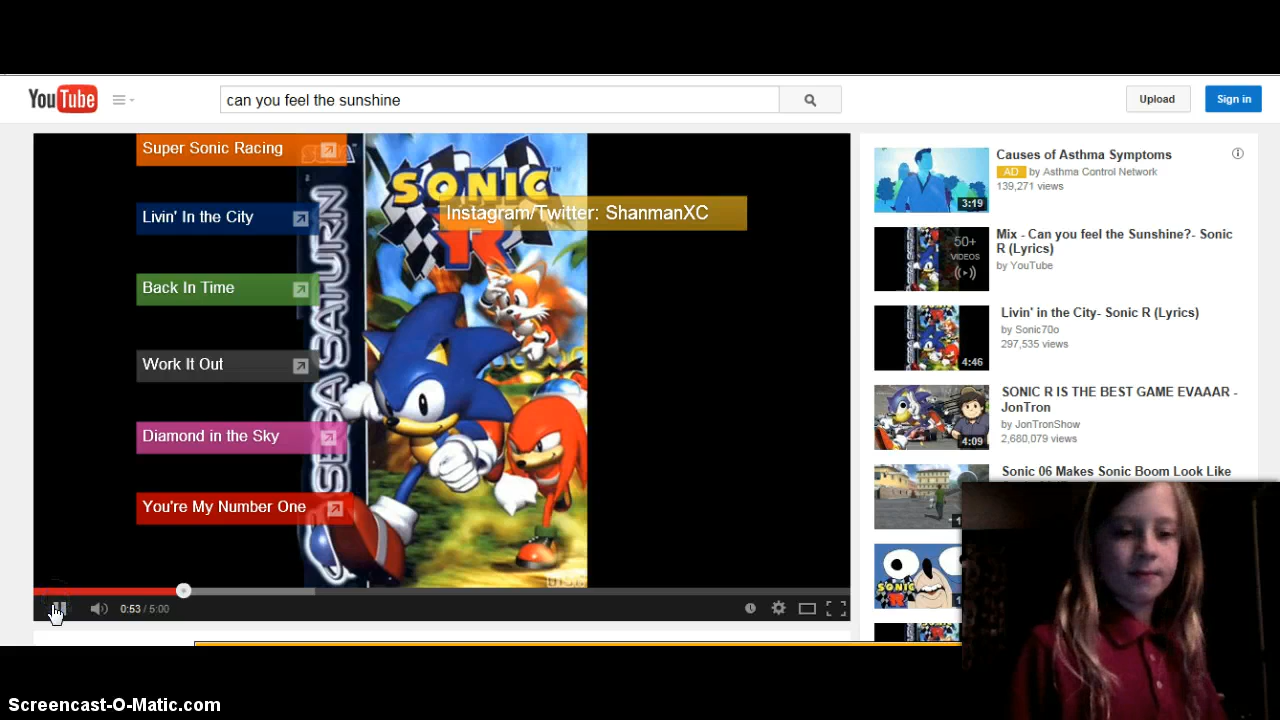 YouTube
can you feel the sunshine
Upload
Sign in
Super Sonic Racing
Livin' In the City
Back In Time
Work It Out
Diamond in the Sky
You're My Number One
Instagram/Twitter: ShanmanXC
SONIC
R
SEGA SATURN
0:53 / 5:00
Causes of Asthma Symptoms
AD by Asthma Control Network
139,271 views
3:19
Mix - Can you feel the Sunshine?- Sonic
R (Lyrics)
by YouTube
50+
VIDEOS
Livin' in the City- Sonic R (Lyrics)
by Sonic70o
297,535 views
4:46
SONIC R IS THE BEST GAME EVAAAR -
JonTron
by JonTronShow
2,680,079 views
4:09
Sonic 06 Makes Sonic Boom Look Like
Screencast-O-Matic.com